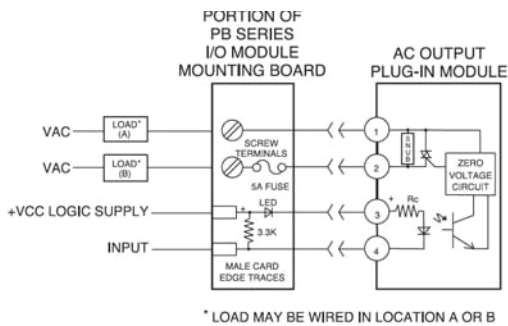 PORTION OF
PB SERIES
I/O MODULE
MOUNTING BOARD
AC OUTPUT
PLUG-IN MODULE
VAC
LOAD*
(A)
SCREW
TERMINALS
1
VAC
LOAD*
(B)
5A FUSE
2
SNUB
ZERO
VOLTAGE
CIRCUIT
+VCC LOGIC SUPPLY
+
LED
3.3K
3
+
Rc
INPUT
4
MALE CARD
EDGE TRACES
* LOAD MAY BE WIRED IN LOCATION A OR B